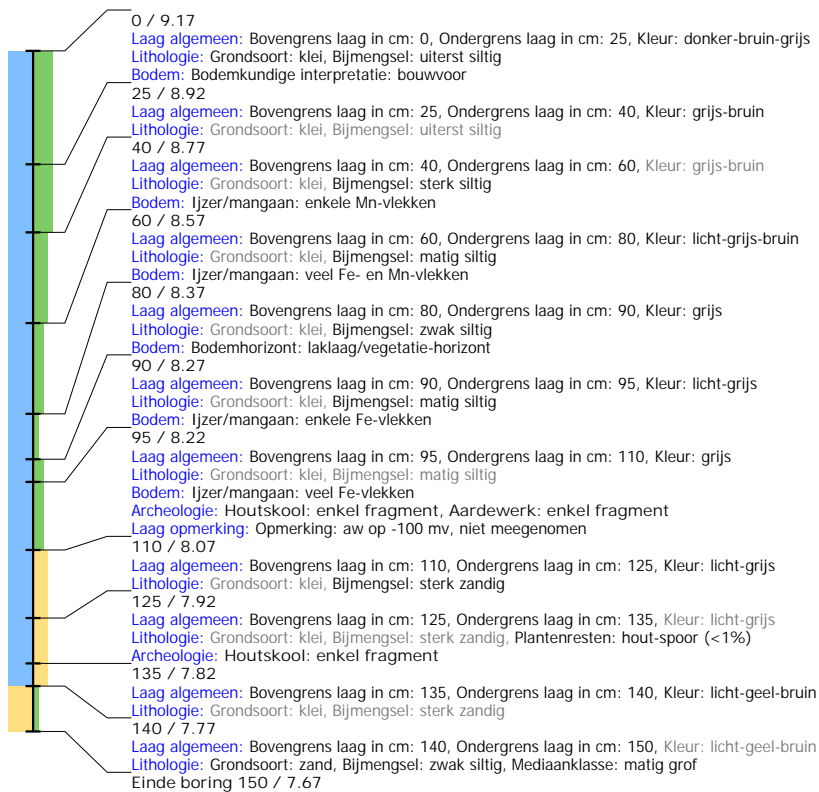 0 / 9.17
Laag algemeen: Bovengrens laag in cm: 0, Ondergrens laag in cm: 25, Kleur: donker-bruin-grijs
Lithologie: Grondsoort: klei, Bijmengsel: uiterst siltig
Bodem: Bodemkundige interpretatie: bouwvoor
25 / 8.92
Laag algemeen: Bovengrens laag in cm: 25, Ondergrens laag in cm: 40, Kleur: grijs-bruin
Lithologie: Grondsoort: klei, Bijmengsel: uiterst siltig
40 / 8.77
Laag algemeen: Bovengrens laag in cm: 40, Ondergrens laag in cm: 60, Kleur: grijs-bruin
Lithologie: Grondsoort: klei, Bijmengsel: sterk siltig
Bodem: Ijzer/mangaan: enkele Mn-vlekken
60 / 8.57
Laag algemeen: Bovengrens laag in cm: 60, Ondergrens laag in cm: 80, Kleur: licht-grijs-bruin
Lithologie: Grondsoort: klei, Bijmengsel: matig siltig
Bodem: Ijzer/mangaan: veel Fe- en Mn-vlekken
80 / 8.37
Laag algemeen: Bovengrens laag in cm: 80, Ondergrens laag in cm: 90, Kleur: grijs
Lithologie: Grondsoort: klei, Bijmengsel: zwak siltig
Bodem: Bodemhorizont: laklaag/vegetatie-horizont
90 / 8.27
Laag algemeen: Bovengrens laag in cm: 90, Ondergrens laag in cm: 95, Kleur: licht-grijs
Lithologie: Grondsoort: klei, Bijmengsel: matig siltig
Bodem: Ijzer/mangaan: enkele Fe-vlekken
95 / 8.22
Laag algemeen: Bovengrens laag in cm: 95, Ondergrens laag in cm: 110, Kleur: grijs
Lithologie: Grondsoort: klei, Bijmengsel: matig siltig
Bodem: Ijzer/mangaan: veel Fe-vlekken
Archeologie: Houtskool: enkel fragment, Aardewerk: enkel fragment
Laag opmerking: Opmerking: aw op -100 mv, niet meegenomen
110 / 8.07
Laag algemeen: Bovengrens laag in cm: 110, Ondergrens laag in cm: 125, Kleur: licht-grijs
Lithologie: Grondsoort: klei, Bijmengsel: sterk zandig
125 / 7.92
Laag algemeen: Bovengrens laag in cm: 125, Ondergrens laag in cm: 135, Kleur: licht-grijs
Lithologie: Grondsoort: klei, Bijmengsel: sterk zandig, Plantenresten: hout-spoor (<1%)
Archeologie: Houtskool: enkel fragment
135 / 7.82
Laag algemeen: Bovengrens laag in cm: 135, Ondergrens laag in cm: 140, Kleur: licht-geel-bruin
Lithologie: Grondsoort: klei, Bijmengsel: sterk zandig
140 / 7.77
Laag algemeen: Bovengrens laag in cm: 140, Ondergrens laag in cm: 150, Kleur: licht-geel-bruin
Lithologie: Grondsoort: zand, Bijmengsel: zwak siltig, Mediaanklasse: matig grof
Einde boring 150 / 7.67